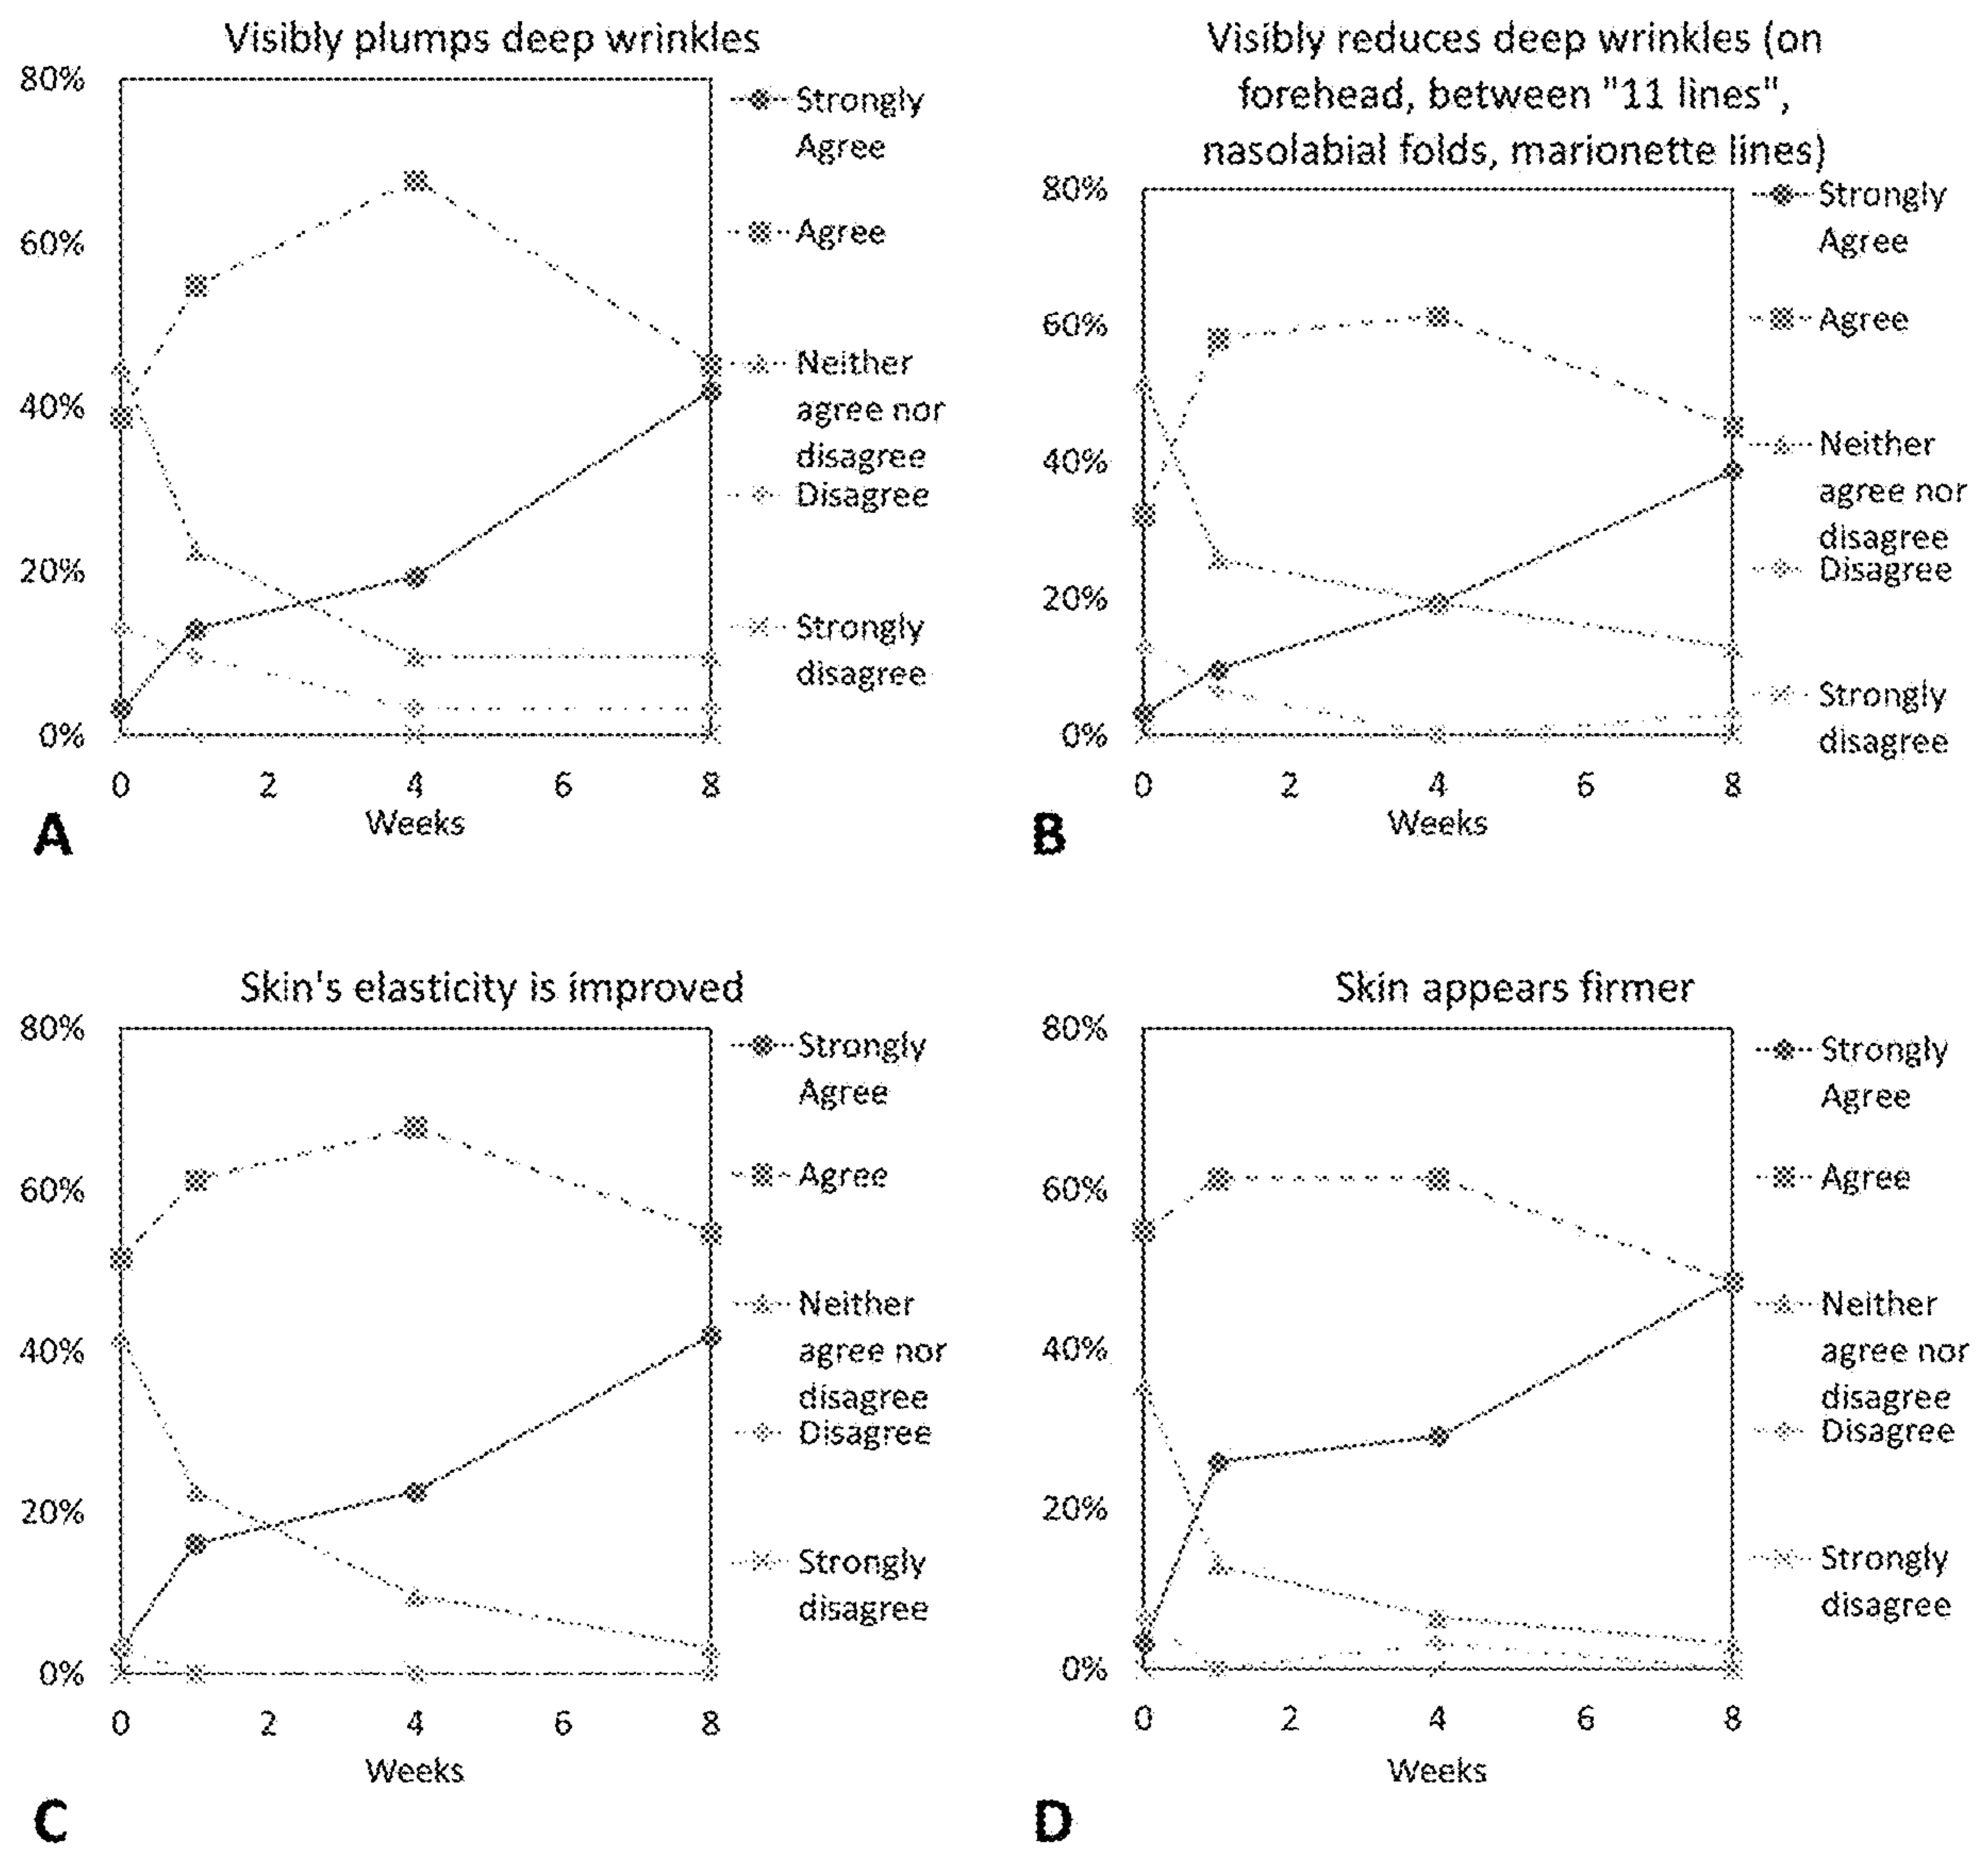 Visibly plumps deep wrinkles
80%
60%
40%
20%
0%
0 2 4 6 8
Weeks
Strongly
Agree
Agree
Neither
agree nor
disagree
Disagree
Strongly
disagree
A
Visibly reduces deep wrinkles (on
forehead, between "11 lines",
nasolabial folds, marionette lines)
80%
60%
40%
20%
0%
0 2 4 6 8
Weeks
Strongly
Agree
Agree
Neither
agree nor
disagree
Disagree
Strongly
disagree
B
Skin's elasticity is improved
80%
60%
40%
20%
0%
0 2 4 6 8
Weeks
Strongly
Agree
Agree
Neither
agree nor
disagree
Disagree
Strongly
disagree
C
Skin appears firmer
80%
60%
40%
20%
0%
0 2 4 6 8
Weeks
Strongly
Agree
Agree
Neither
agree nor
disagree
Disagree
Strongly
disagree
D